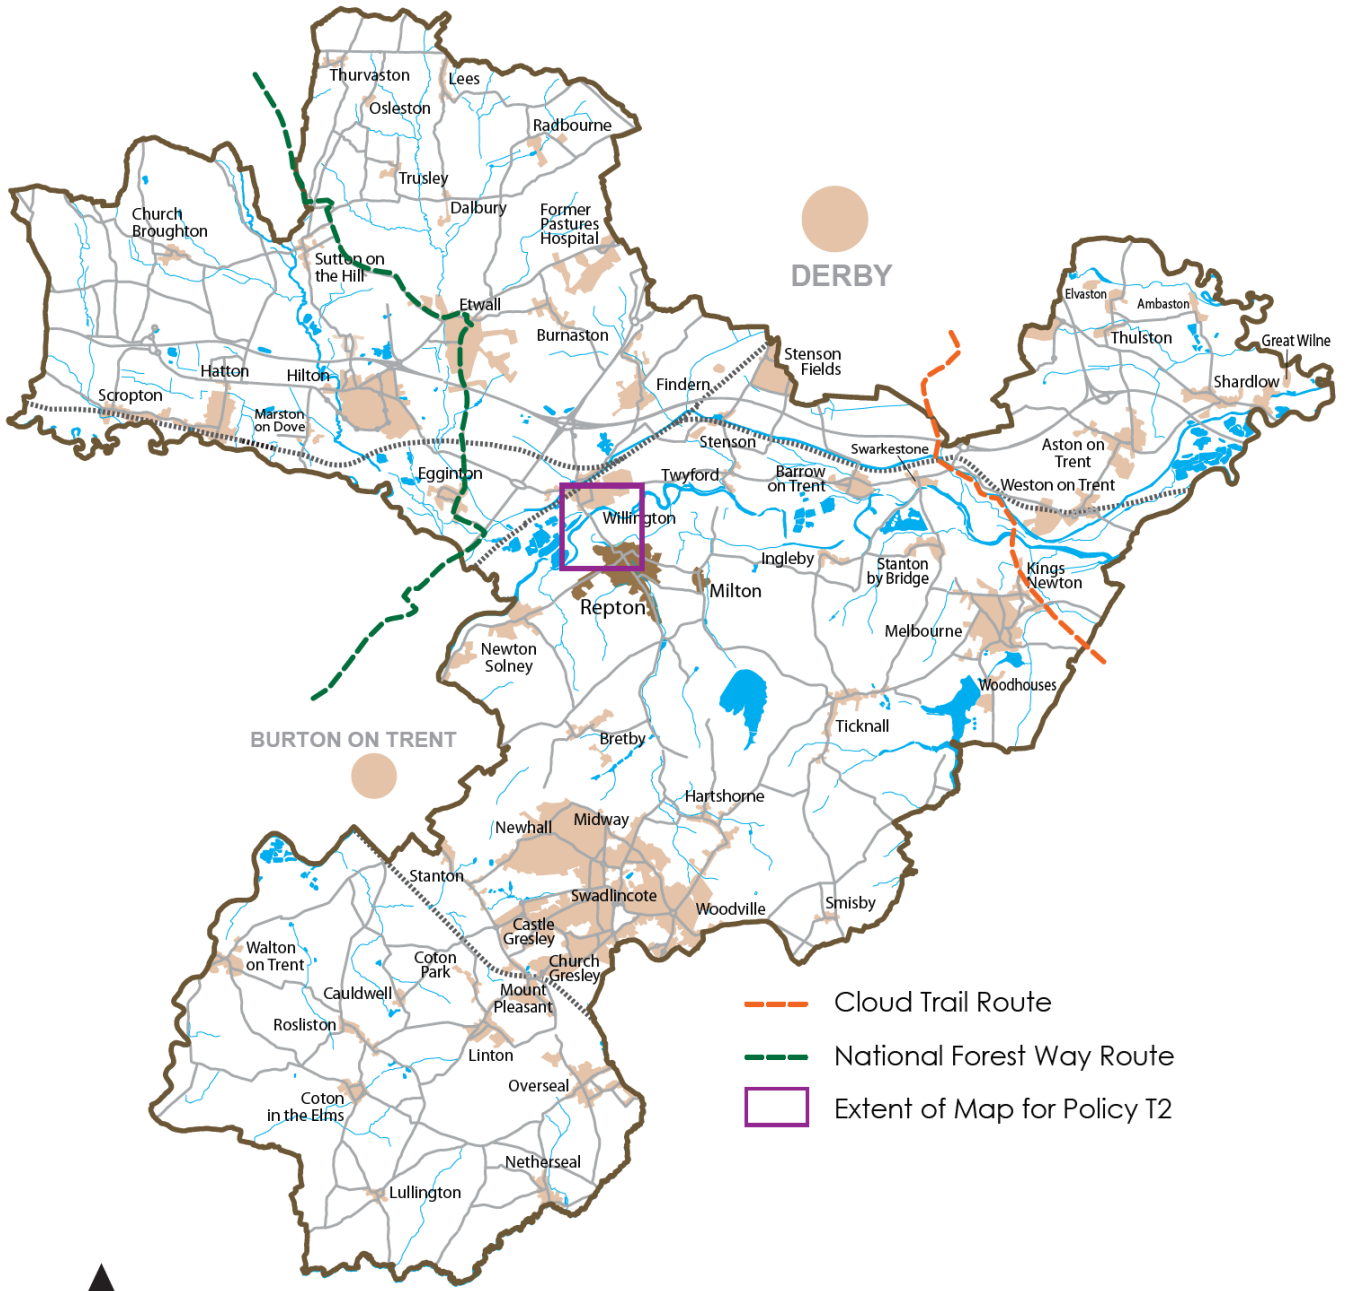 Thurvaston
Lees
Osleston
Radbourne
Trusley
Dalbury
Church
Broughton
Former
Pastures
Hospital
DERBY
Sutton on
the Hill
Etwall
Burnaston
Elvaston
Ambaston
Thulston
Great Wilne
Shardlow
Stenson
Fields
Hatton
Hilton
Findern
Scropton
Marston
on Dove
Stenson
Swarkestone
Aston on
Trent
Egginton
Twyford
Barrow
on Trent
Weston on Trent
Willington
Ingleby
Stanton
by Bridge
Kings
Newton
Repton
Milton
Melbourne
Newton
Solney
Woodhouses
Ticknall
BURTON ON TRENT
Bretby
Hartshorne
Newhall
Midway
Stanton
Swadlincote
Woodville
Smisby
Castle
Gresley
Walton
on Trent
Coton
Park
Church
Gresley
Cauldwell
Mount
Pleasant
Rosliston
Linton
Overseal
Coton
in the Elms
Netherseal
Lullington
Cloud Trail Route
National Forest Way Route
Extent of Map for Policy T2